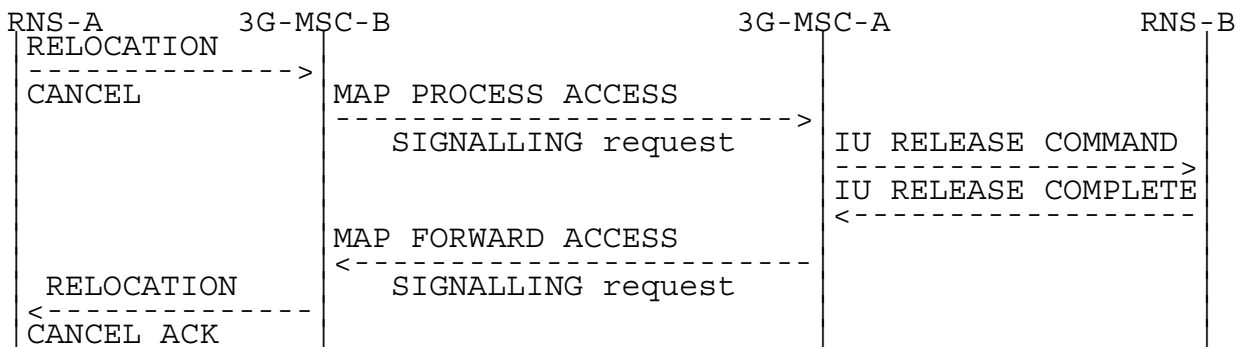 RNS-A 3G-MSC-B 3G-MSC-A RNS-B
RELOCATION
CANCEL MAP PROCESS ACCESS
SIGNALLING request IU RELEASE COMMAND
IU RELEASE COMPLETE
MAP FORWARD ACCESS
RELOCATION SIGNALLING request
CANCEL ACK